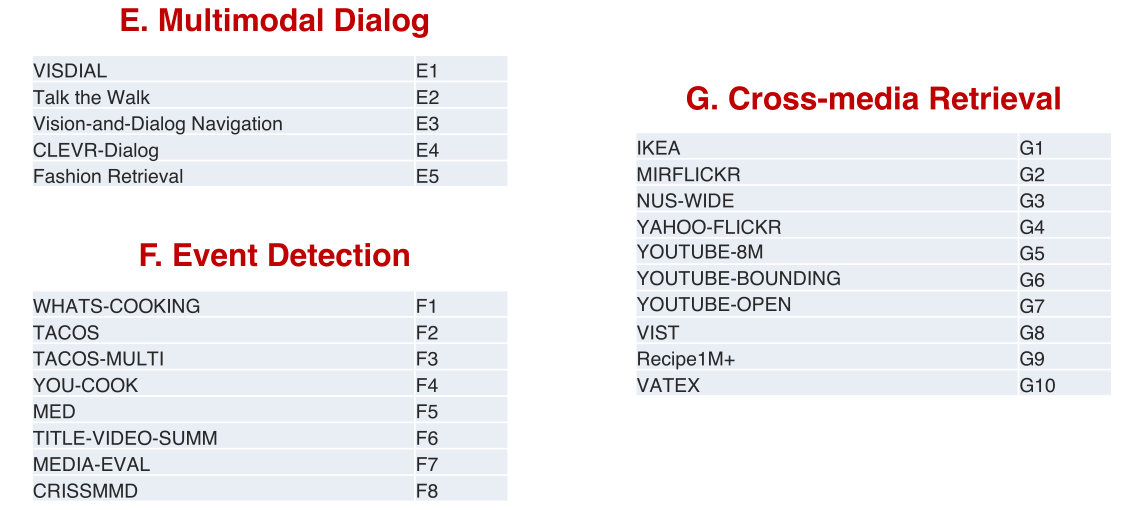 E. Multimodal Dialog
VISDIAL E1
Talk the Walk E2
Vision-and-Dialog Navigation E3
CLEVR-Dialog E4
Fashion Retrieval E5
F. Event Detection
WHATS-COOKING F1
TACOS F2
TACOS-MULTI F3
YOU-COOK F4
MED F5
TITLE-VIDEO-SUMM F6
MEDIA-EVAL F7
CRISSMMD F8
G. Cross-media Retrieval
IKEA G1
MIRFLICKR G2
NUS-WIDE G3
YAHOO-FLICKR G4
YOUTUBE-8M G5
YOUTUBE-BOUNDING G6
YOUTUBE-OPEN G7
VIST G8
Recipe1M+ G9
VATEX G10